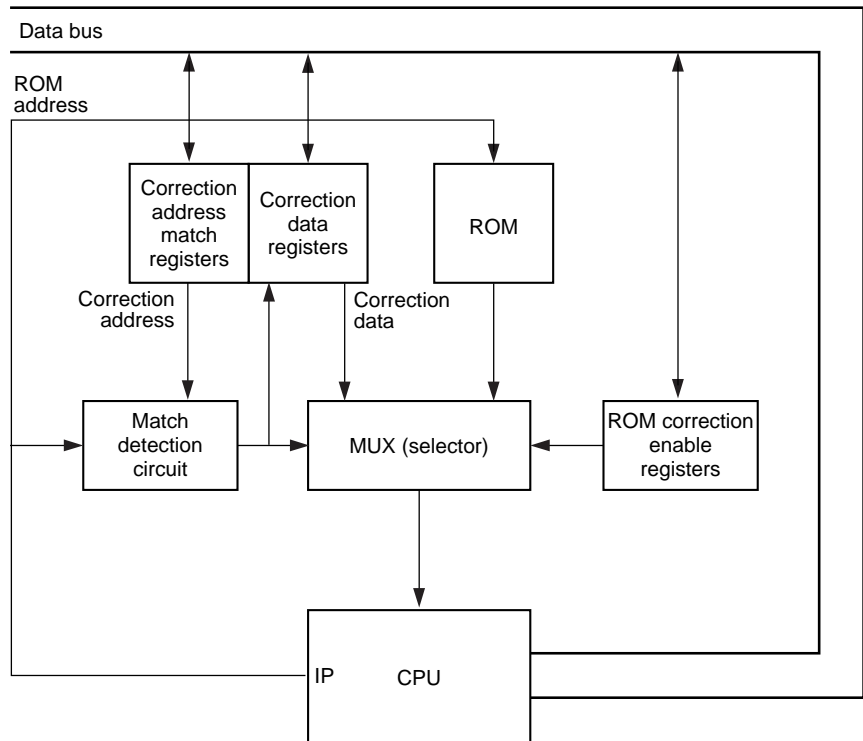 Data bus
ROM
address
Correction
address
match
registers
Correction
data
registers
ROM
Correction
address
Correction
data
Match
detection
circuit
MUX (selector)
ROM correction
enable
registers
IP
CPU